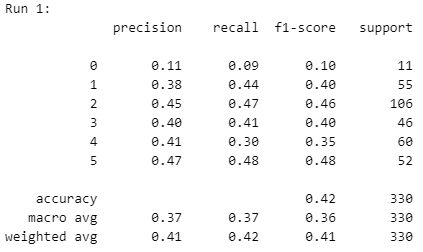 Run 1:
precision recall f1-score support
0 0.11 0.09 0.10 11
1 0.38 0.44 0.40 55
2 0.45 0.47 0.46 106
3 0.40 0.41 0.40 46
4 0.41 0.30 0.35 60
5 0.47 0.48 0.48 52
accuracy 0.42 330
macro avg 0.37 0.37 0.36 330
weighted avg 0.41 0.42 0.41 330